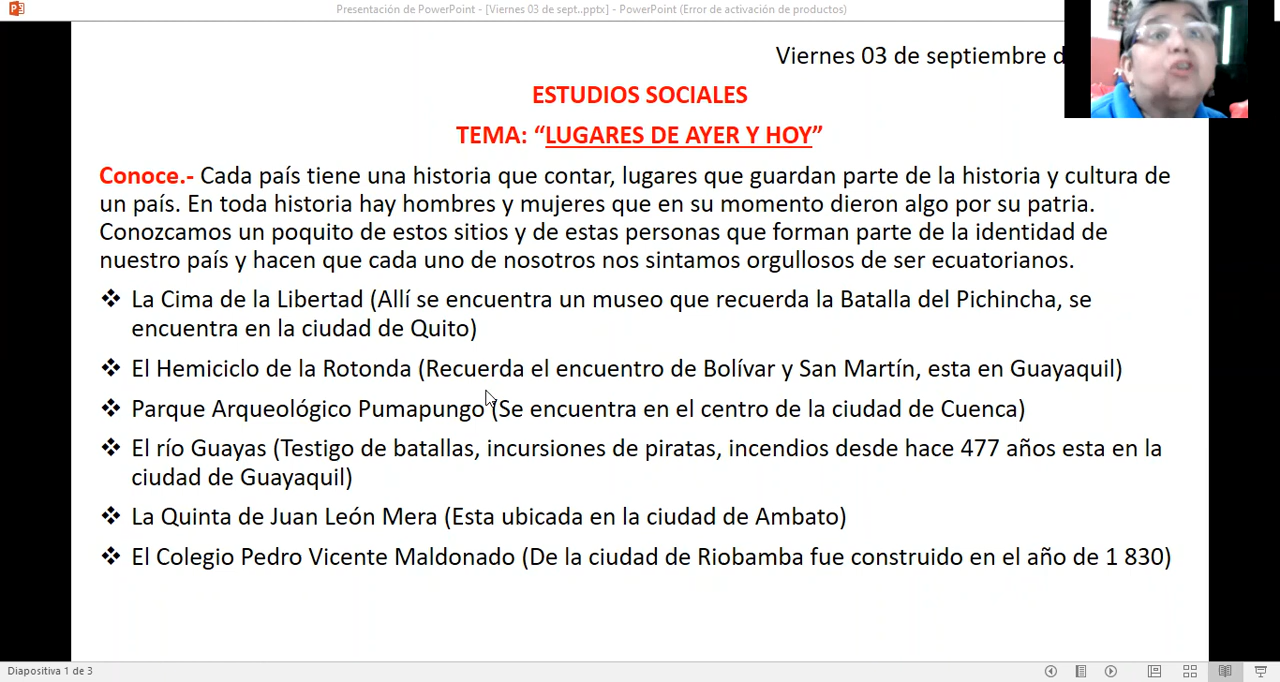 Presentación de PowerPoint - [Viernes 03 de sept..pptx] - PowerPoint (Error de activación de productos)
Viernes 03 de septiembre
ESTUDIOS SOCIALES
TEMA: “LUGARES DE AYER Y HOY”
Conoce.- Cada país tiene una historia que contar, lugares que guardan parte de la historia y cultura de
un país. En toda historia hay hombres y mujeres que en su momento dieron algo por su patria.
Conozcamos un poquito de estos sitios y de estas personas que forman parte de la identidad de
nuestro país y hacen que cada uno de nosotros nos sintamos orgullosos de ser ecuatorianos.
❖ La Cima de la Libertad (Allí se encuentra un museo que recuerda la Batalla del Pichincha, se
encuentra en la ciudad de Quito)
❖ El Hemiciclo de la Rotonda (Recuerda el encuentro de Bolívar y San Martín, esta en Guayaquil)
❖ Parque Arqueológico Pumapungo (Se encuentra en el centro de la ciudad de Cuenca)
❖ El río Guayas (Testigo de batallas, incursiones de piratas, incendios desde hace 477 años esta en la
ciudad de Guayaquil)
❖ La Quinta de Juan León Mera (Esta ubicada en la ciudad de Ambato)
❖ El Colegio Pedro Vicente Maldonado (De la ciudad de Riobamba fue construido en el año de 1 830)
Diapositiva 1 de 3